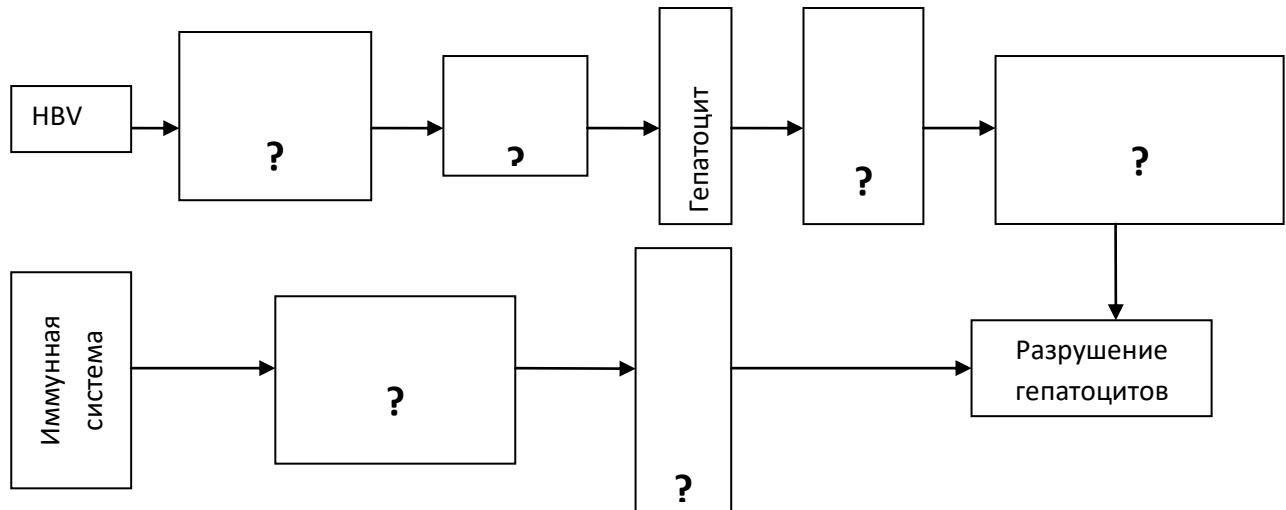 HBV
?
?
Гепатоцит
?
?
Иммунная
система
?
?
Разрушение
гепатоцитов